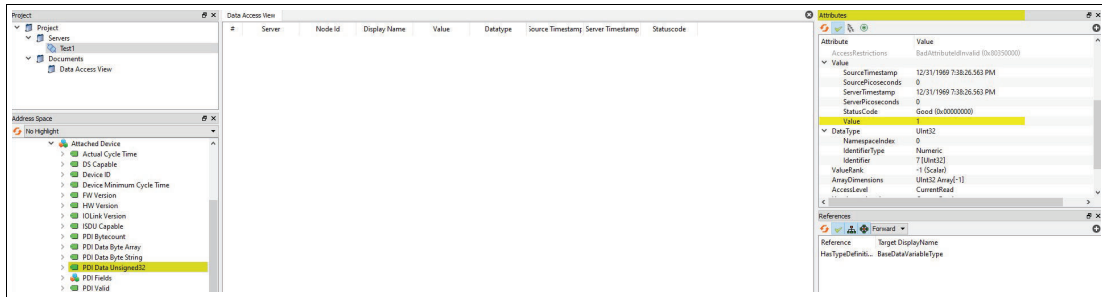 Project
Project
Servers
Test1
Documents
Data Access View
Address Space
No Highlight
Attached Device
Actual Cycle Time
DS Capable
Device ID
Device Minimum Cycle Time
FW Version
HW Version
IOLink Version
ISDU Capable
PDI Bytecount
PDI Data Byte Array
PDI Data Byte String
PDI Data Unsigned32
PDI Fields
PDI Valid
Data Access View
# Server Node Id Display Name Value Datatype ource Timestamp Server Timestamp Statuscode
Attributes
Attribute Value
AccessRestrictions BadAttributeIdInvalid (0x80350000)
Value
SourceTimestamp 12/31/1969 7:38:26.563 PM
SourcePicoseconds 0
ServerTimestamp 12/31/1969 7:38:26.563 PM
ServerPicoseconds 0
StatusCode Good (0x00000000)
Value 1
DataType UInt32
NamespaceIndex 0
IdentifierType Numeric
Identifier 7 [UInt32]
ValueRank -1 (Scalar)
ArrayDimensions UInt32 Array[-1]
AccessLevel CurrentRead
References
Forward
Reference Target DisplayName
HasTypeDefiniti... BaseDataVariableType